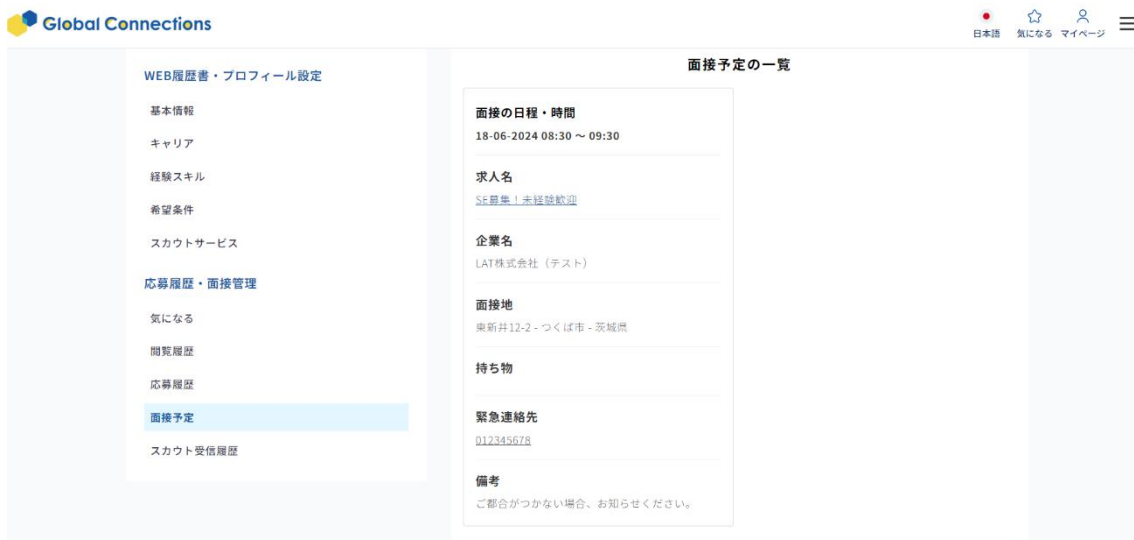 Global Connections
日本語 気になる マイページ
WEB履歴書・プロフィール設定
基本情報
キャリア
経験スキル
希望条件
スカウトサービス
応募履歴・面接管理
気になる
閲覧履歴
応募履歴
面接予定
スカウト受信履歴
面接予定の一覧
面接の日程・時間
18-06-2024 08:30 〜 09:30
求人名
SE募集！未経験歓迎
企業名
LAT株式会社（テスト）
面接地
東新井12-2 - つくば市 - 茨城県
持ち物
緊急連絡先
012345678
備考
ご都合がつかない場合、お知らせください。